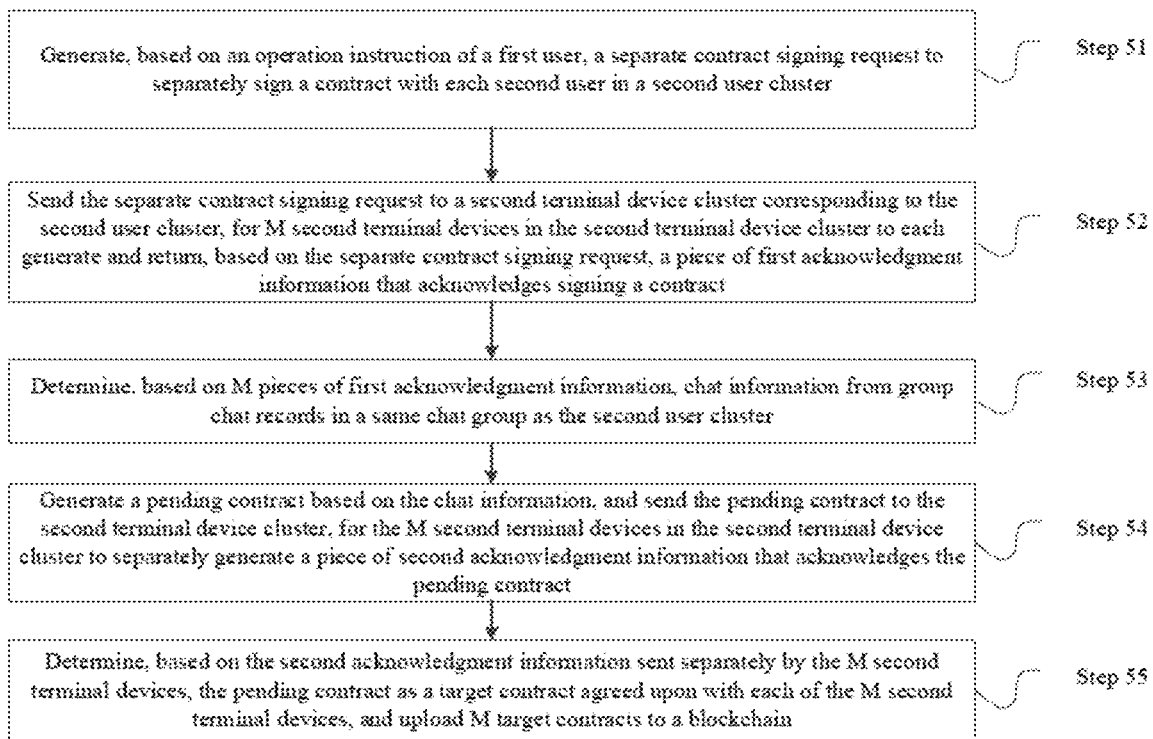 Generate, based on an operation instruction of a first user, a separate contract signing request to
separately sign a contract with each second user in a second user cluster
Step 51
Send the separate contract signing request to a second terminal device cluster corresponding to
the second user cluster, for M second terminal devices in the second terminal device cluster to each
generate and return, based on the separate contract signing request, a piece of first acknowledgment
information that acknowledges signing a contract
Step 52
Determine, based on M pieces of first acknowledgment information, chat information from group
chat records in a same chat group as the second user cluster
Step 53
Generate a pending contract based on the chat information, and send the pending contract to the
second terminal device cluster, for the M second terminal devices in the second terminal device
cluster to separately generate a piece of second acknowledgment information that acknowledges the
pending contract
Step 54
Determine, based on the second acknowledgment information sent separately by the M second
terminal devices, the pending contract as a target contract agreed upon with each of the M second
terminal devices, and upload M target contracts to a blockchain
Step 55